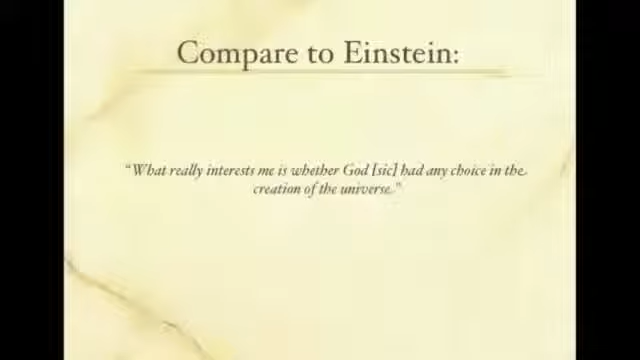 Compare to Einstein:
“What really interests me is whether God [sic] had any choice in the
creation of the universe.”